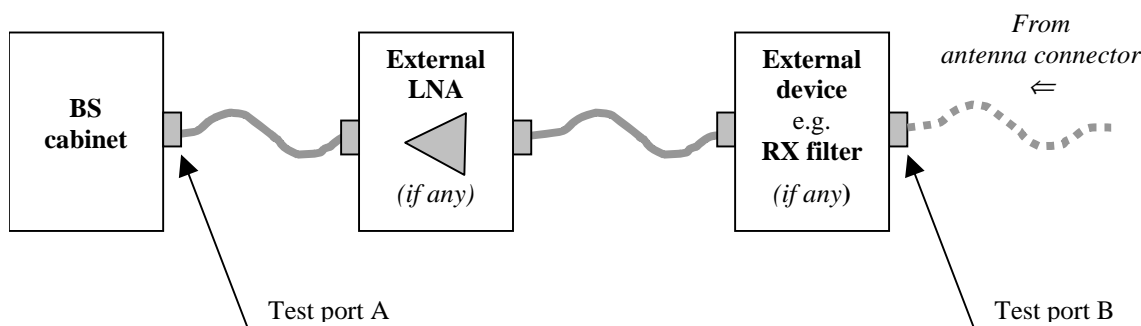 BS
cabinet
External
LNA
(if any)
External
device
e.g.
RX filter
(if any)
From
antenna connector
⇐
Test port A
Test port B